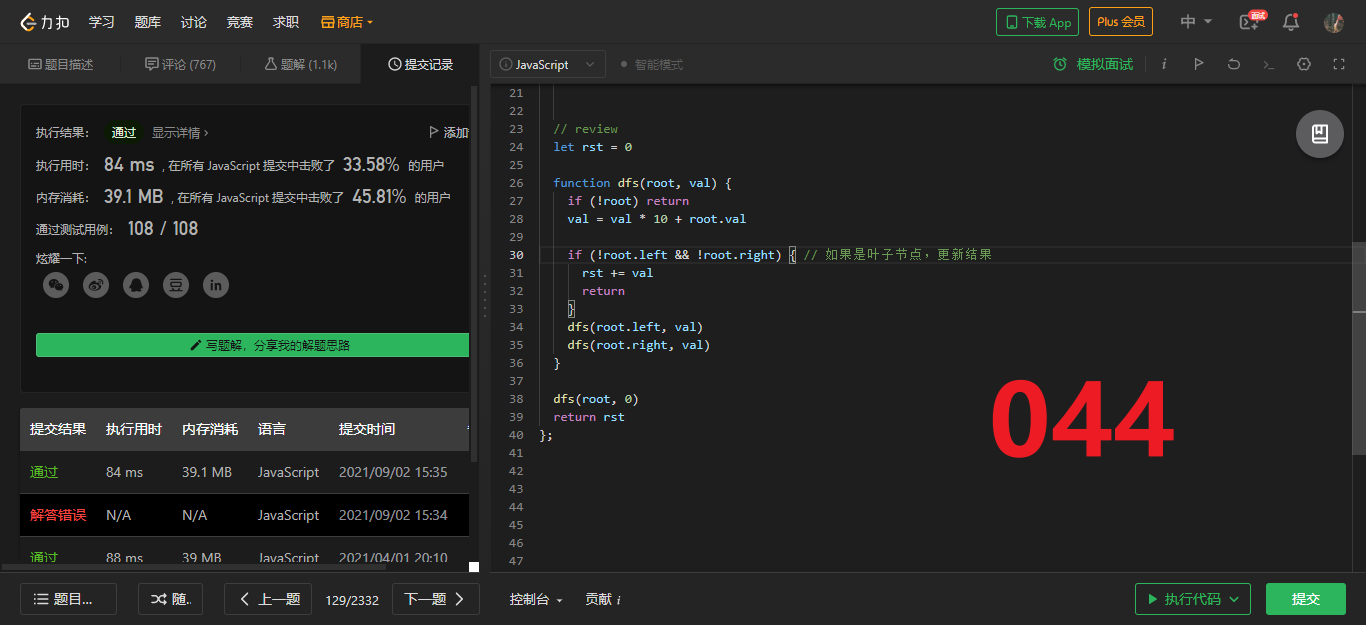 力扣 学习 题库 讨论 竞赛 求职 商店 下载 App Plus 会员 中 面试
题目描述 评论 (767) 题解 (1.1k) 提交记录 JavaScript 智能模式 模拟面试 i
执行结果： 通过 显示详情 › 添加
执行用时： 84 ms , 在所有 JavaScript 提交中击败了 33.58% 的用户
内存消耗： 39.1 MB , 在所有 JavaScript 提交中击败了 45.81% 的用户
通过测试用例： 108 / 108
炫耀一下:
豆 in
写题解，分享我的解题思路
提交结果 执行用时 内存消耗 语言 提交时间
通过 84 ms 39.1 MB JavaScript 2021/09/02 15:35
解答错误 N/A N/A JavaScript 2021/09/02 15:34
通过 88 ms 39 MB JavaScript 2021/04/01 20:10
21
22
23 // review
24 let rst = 0
25
26 function dfs(root, val) {
27 if (!root) return
28 val = val * 10 + root.val
29
30 if (!root.left && !root.right) { // 如果是叶子节点，更新结果
31 rst += val
32 return
33 }
34 dfs(root.left, val)
35 dfs(root.right, val)
36 }
37
38 dfs(root, 0)
39 return rst
40 };
41
42
43
44
45
46
47
044
题目... 随. 上一题 129/2332 下一题 控制台 贡献 i 执行代码 提交